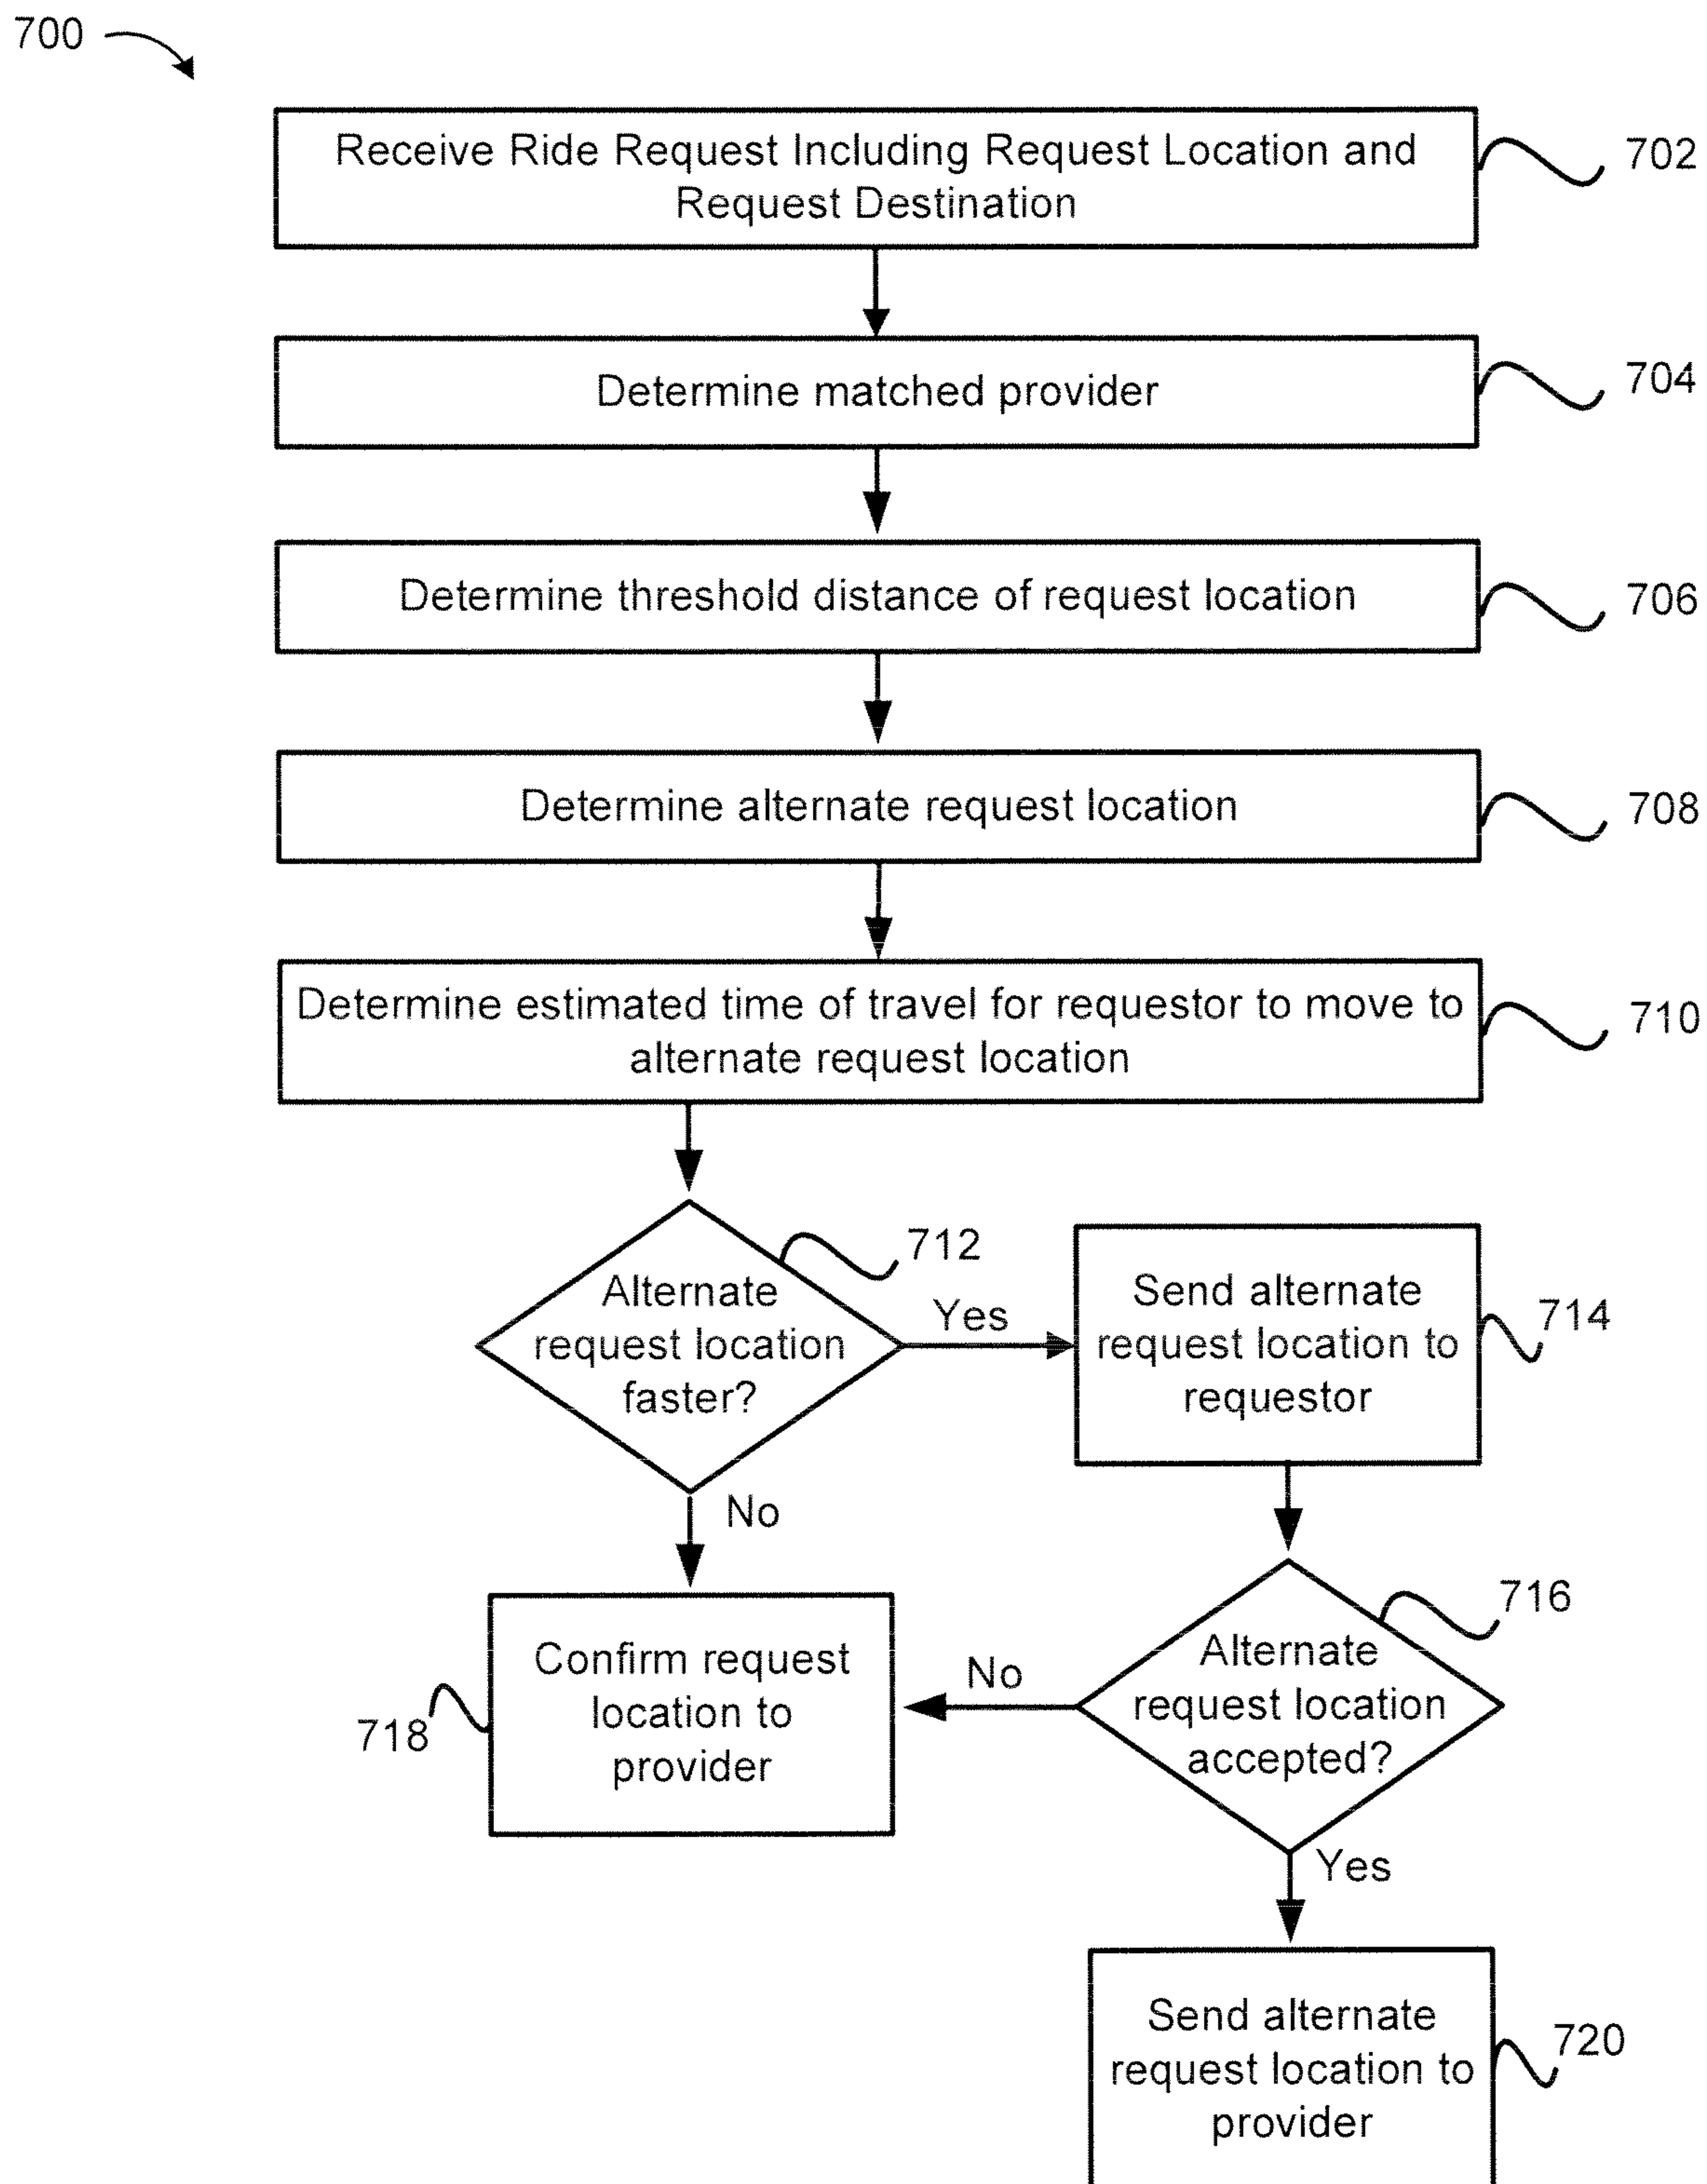 700
Receive Ride Request Including Request Location and
Request Destination
702
Determine matched provider
704
Determine threshold distance of request location
706
Determine alternate request location
708
Determine estimated time of travel for requestor to move to
alternate request location
710
Alternate
request location
faster?
712
Yes
Send alternate
request location to
requestor
714
No
Confirm request
location to
provider
718
No
Alternate
request location
accepted?
716
Yes
Send alternate
request location to
provider
720